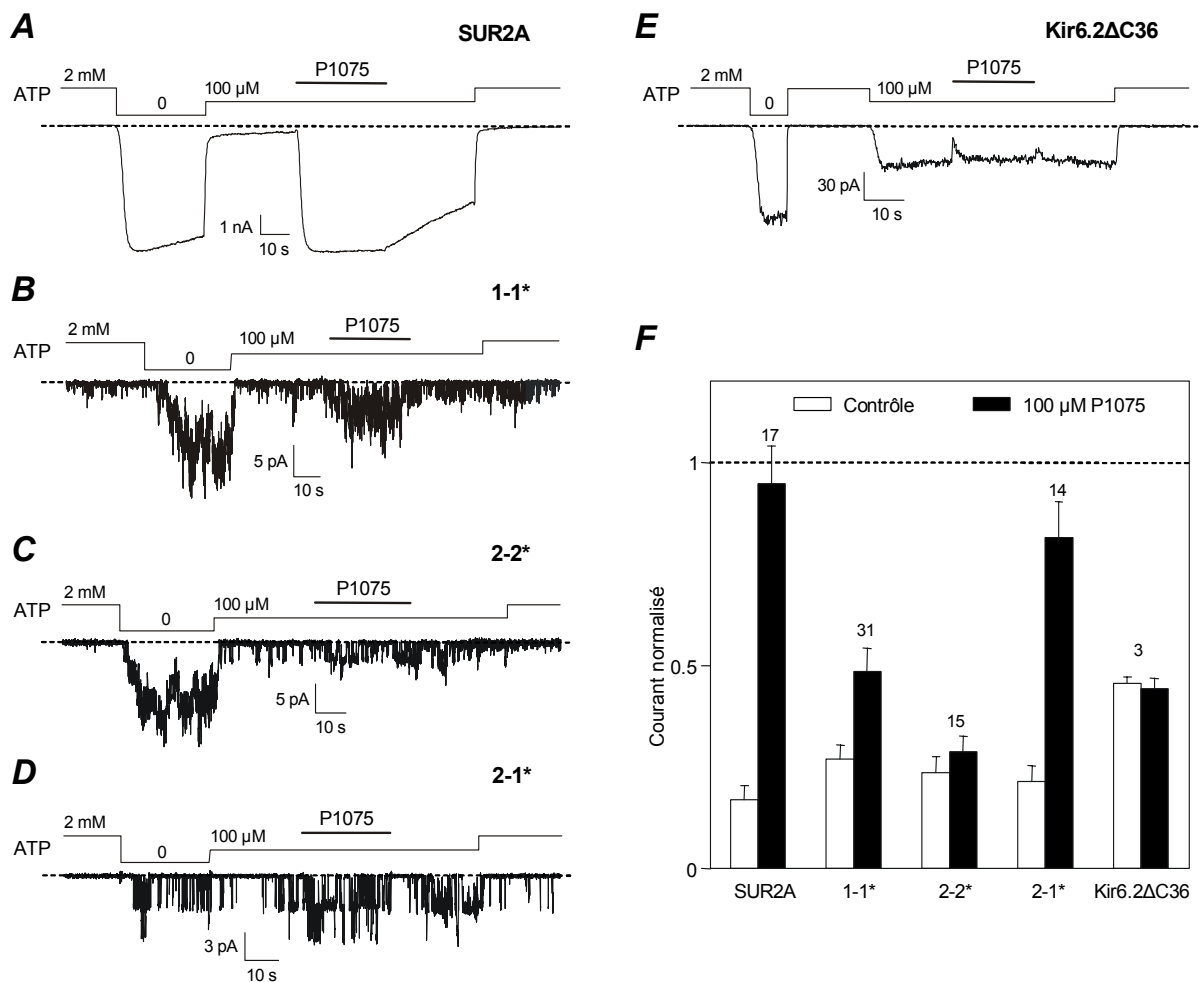 A
SUR2A
P1075
2 mM
100 µM
ATP
0
1 nA
10 s
B
1-1*
P1075
2 mM
100 µM
ATP
0
5 pA
10 s
C
2-2*
P1075
2 mM
100 µM
ATP
0
5 pA
10 s
D
2-1*
P1075
2 mM
100 µM
ATP
0
3 pA
10 s
E
Kir6.2ΔC36
P1075
2 mM
100 µM
ATP
0
30 pA
10 s
F
Contrôle
100 µM P1075
Courant normalisé
1
0.5
0
17
31
15
14
3
SUR2A
1-1*
2-2*
2-1*
Kir6.2ΔC36